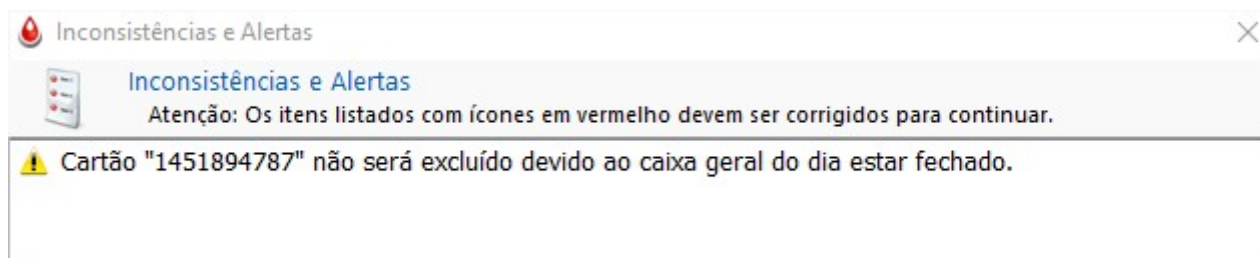 Inconsistências e Alertas
Inconsistências e Alertas
Atenção: Os itens listados com ícones em vermelho devem ser corrigidos para continuar.
Cartão "1451894787" não será excluído devido ao caixa geral do dia estar fechado.